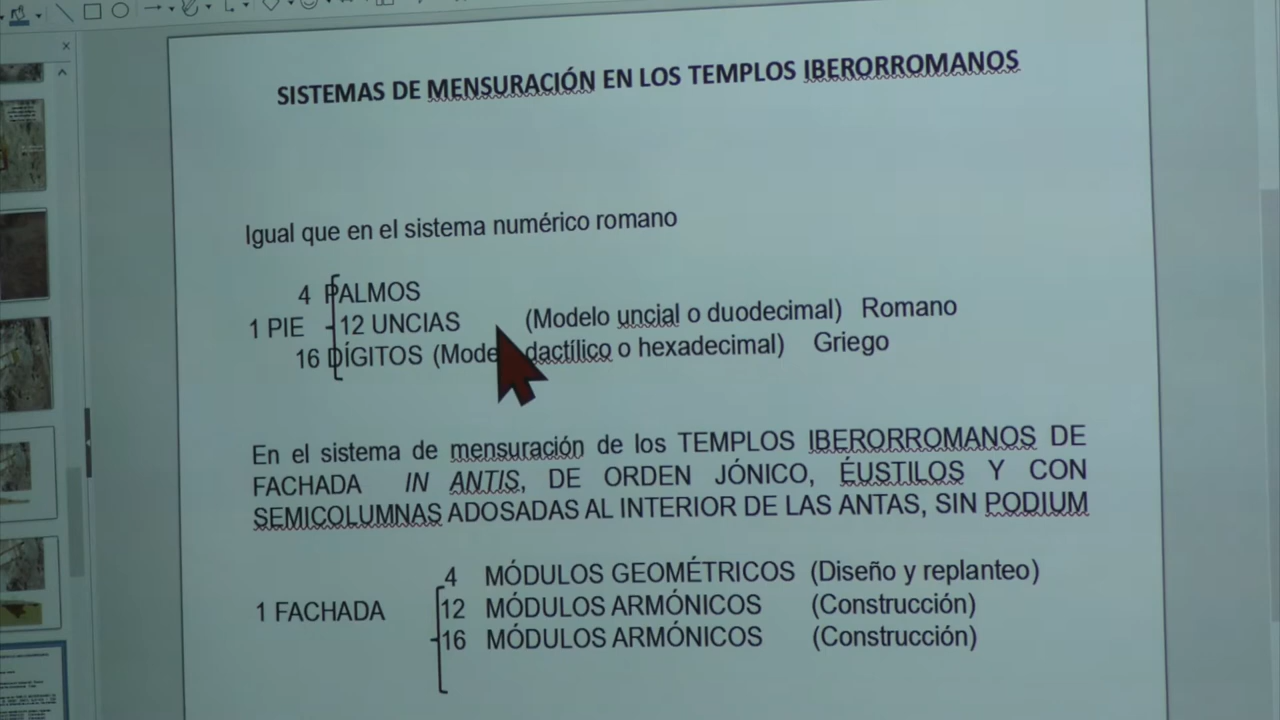 SISTEMAS DE MENSURACIÓN EN LOS TEMPLOS IBERORROMANOS
Igual que en el sistema numérico romano
4 PALMOS
1 PIE 12 UNCIAS (Modelo uncial o duodecimal) Romano
16 DÍGITOS (Mode dactílico o hexadecimal) Griego
En el sistema de mensuración de los TEMPLOS IBERORROMANOS DE
FACHADA IN ANTIS, DE ORDEN JÓNICO, ÉUSTILOS Y CON
SEMICOLUMNAS ADOSADAS AL INTERIOR DE LAS ANTAS, SIN PODIUM
4 MÓDULOS GEOMÉTRICOS (Diseño y replanteo)
1 FACHADA 12 MÓDULOS ARMÓNICOS (Construcción)
16 MÓDULOS ARMÓNICOS (Construcción)